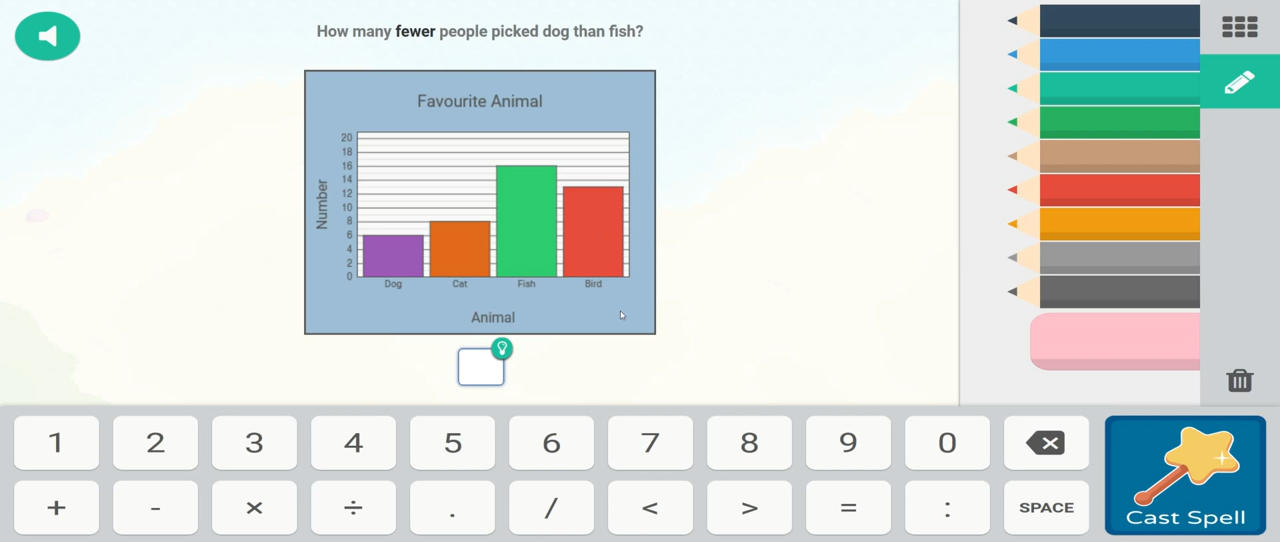 How many fewer people picked dog than fish?
Favourite Animal
Number
20
18
16
14
12
10
8
6
4
2
0
Dog Cat Fish Bird
Animal
1 2 3 4 5 6 7 8 9 0
+ - × ÷ . / < > = : SPACE
Cast Spell